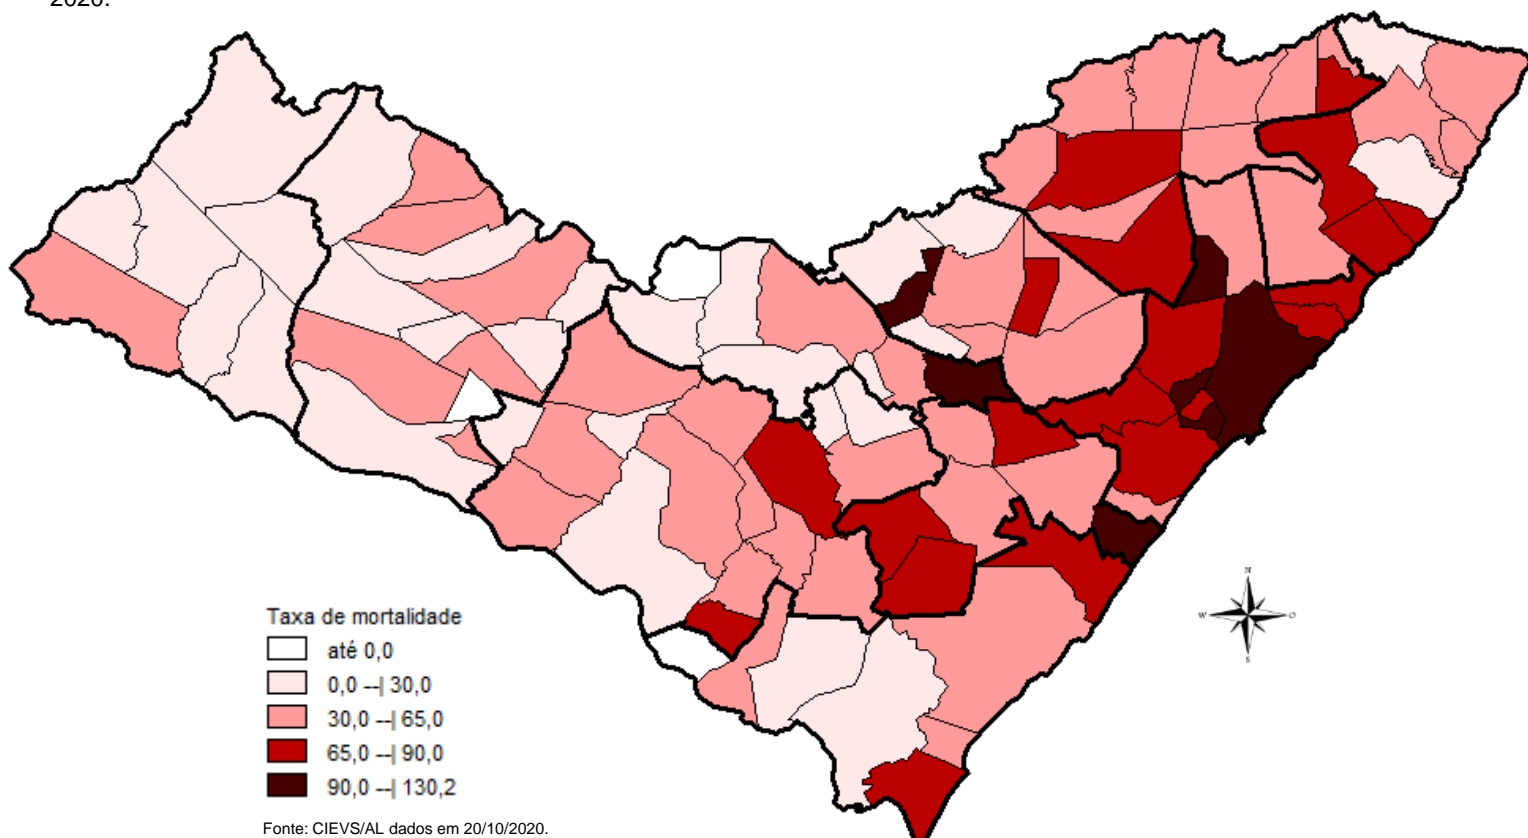 2020.
N
W
O
S
Taxa de mortalidade
até 0,0
0,0 --| 30,0
30,0 --| 65,0
65,0 --| 90,0
90,0 --| 130,2
Fonte: CIEVS/AL dados em 20/10/2020.